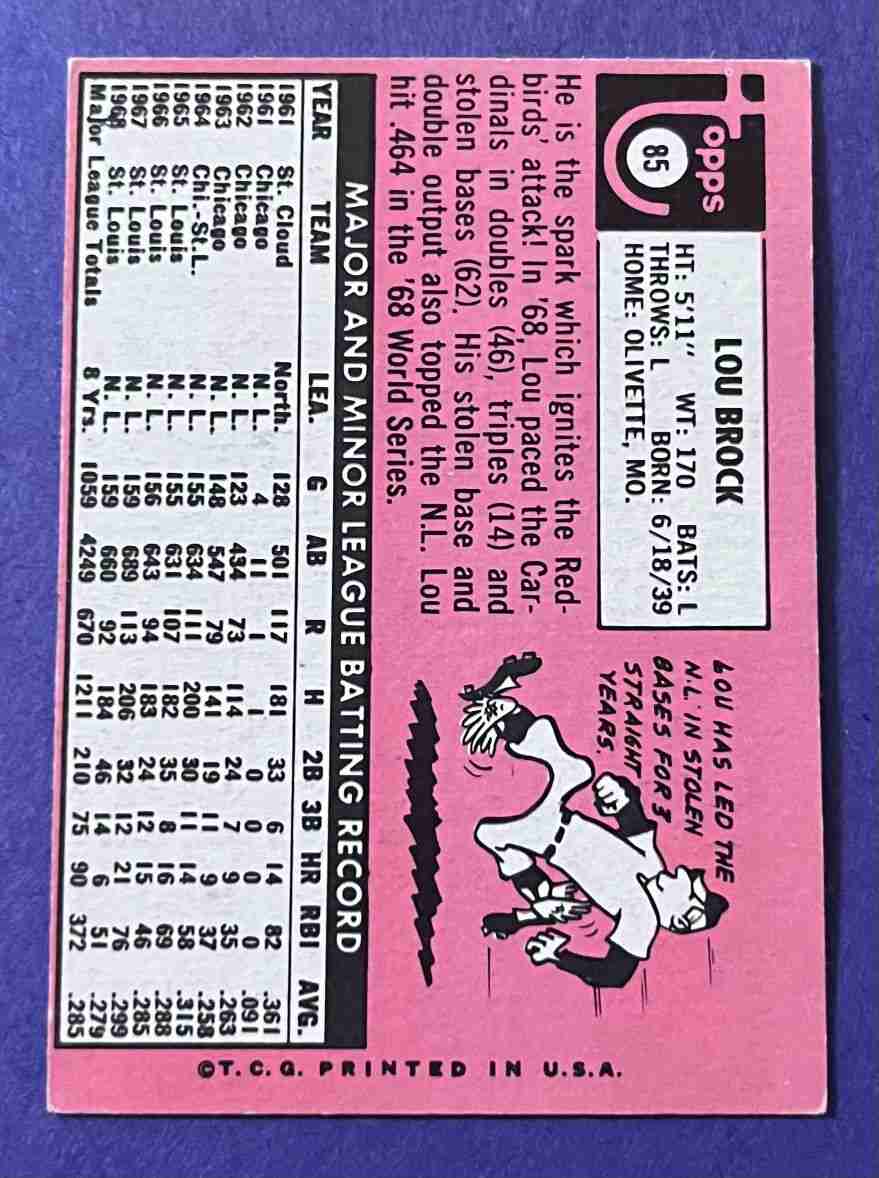 Topps
85
LOU BROCK
HT: 5'11" WT: 170 BATS: L
THROWS: L BORN: 6/18/39
HOME: OLIVETTE, MO.
He is the spark which ignites the Red-
birds' attack! In '68, Lou paced the Car-
dinals in doubles (46), triples (14) and
stolen bases (62). His stolen base and
double output also topped the N.L. Lou
hit .464 in the '68 World Series.
LOU HAS LED THE
N.L. IN STOLEN
BASES FOR 3
STRAIGHT
YEARS.
MAJOR AND MINOR LEAGUE BATTING RECORD
YEAR TEAM LEA. G AB R H 2B 3B HR RBI AVG.
1961 St. Cloud North. 128 501 117 181 33 6 14 82 .361
1961 Chicago N. L. 4 11 1 1 0 0 0 0 .091
1962 Chicago N. L. 123 434 73 114 24 7 9 35 .263
1963 Chicago N. L. 148 547 79 141 19 11 9 37 .258
1964 Chi.-St.L. N. L. 155 634 111 200 30 11 14 58 .315
1965 St. Louis N. L. 155 631 107 182 35 8 16 69 .288
1966 St. Louis N. L. 156 643 94 183 24 12 15 46 .285
1967 St. Louis N. L. 159 689 113 206 32 12 21 76 .299
1968 St. Louis N. L. 159 660 92 184 46 14 6 51 .279
Major League Totals 8 Yrs. 1059 4249 670 1211 210 75 90 372 .285
©T. C. G. PRINTED IN U.S.A.